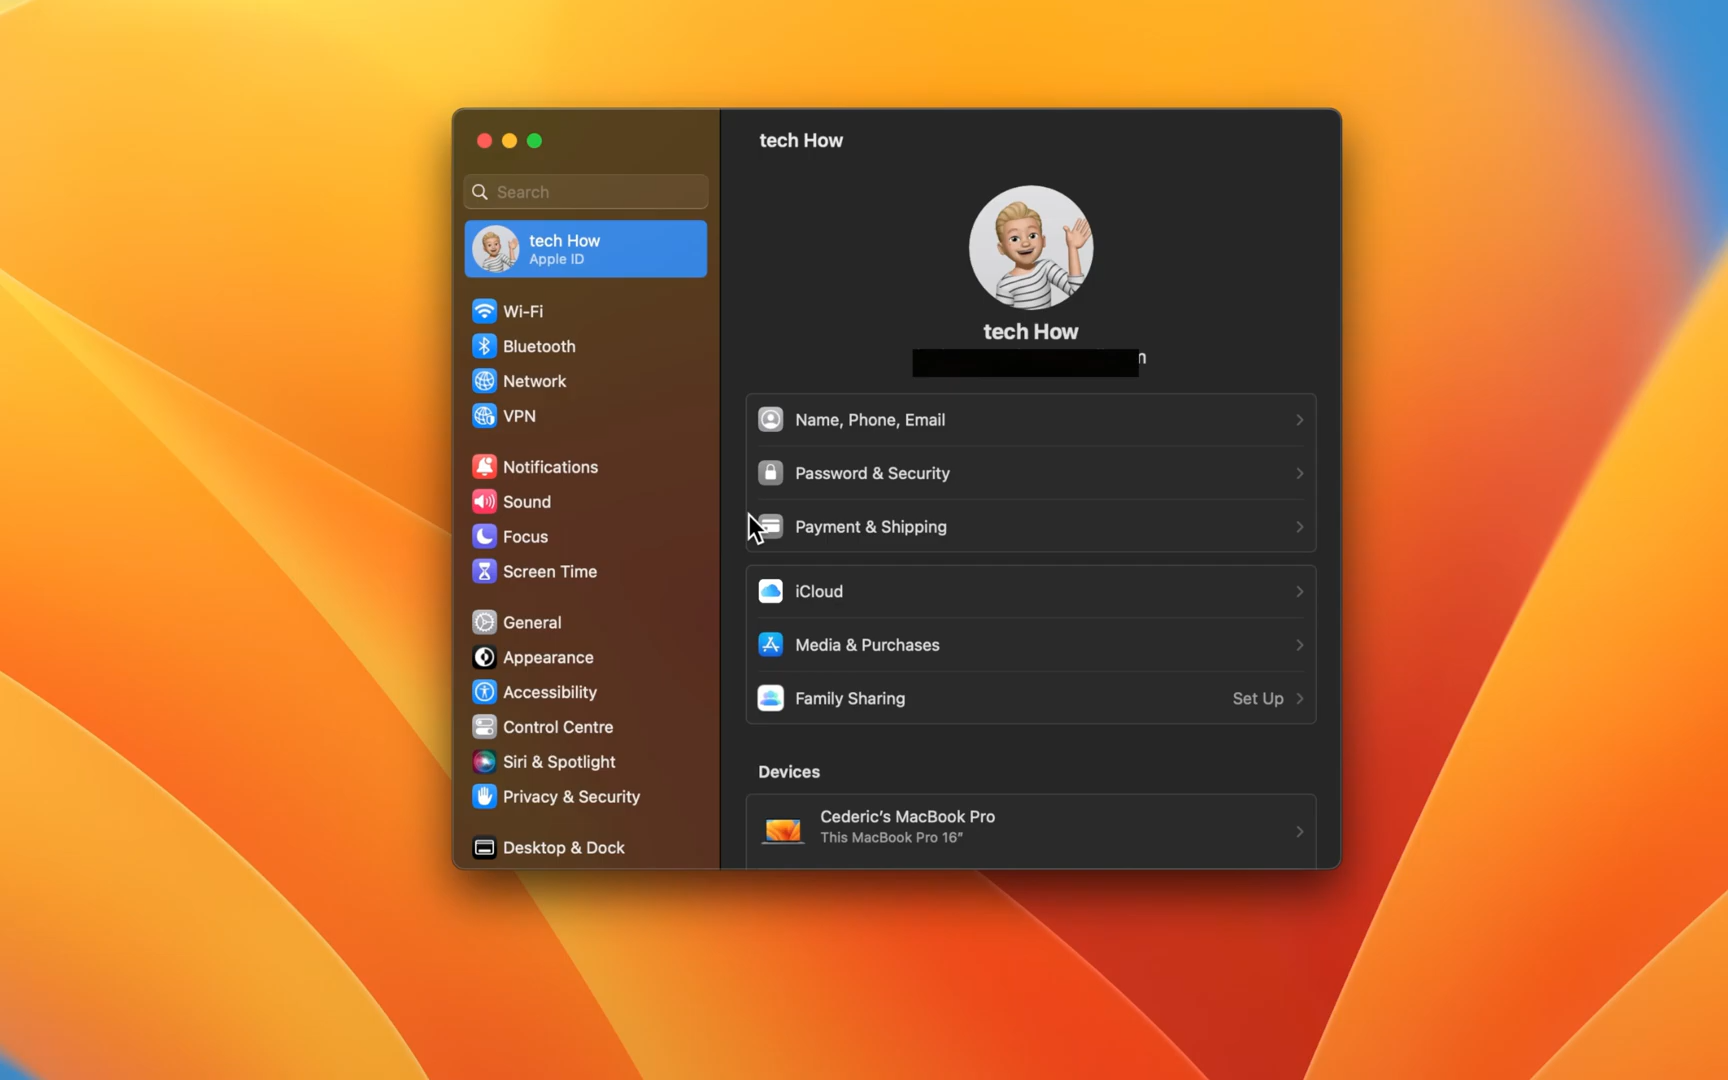 tech How
Search
tech How
Apple ID
Wi-Fi
Bluetooth
Network
VPN
Notifications
Sound
Focus
Screen Time
General
Appearance
Accessibility
Control Centre
Siri & Spotlight
Privacy & Security
Desktop & Dock
tech How
Name, Phone, Email
Password & Security
Payment & Shipping
iCloud
Media & Purchases
Family Sharing Set Up
Devices
Cederic’s MacBook Pro
This MacBook Pro 16”